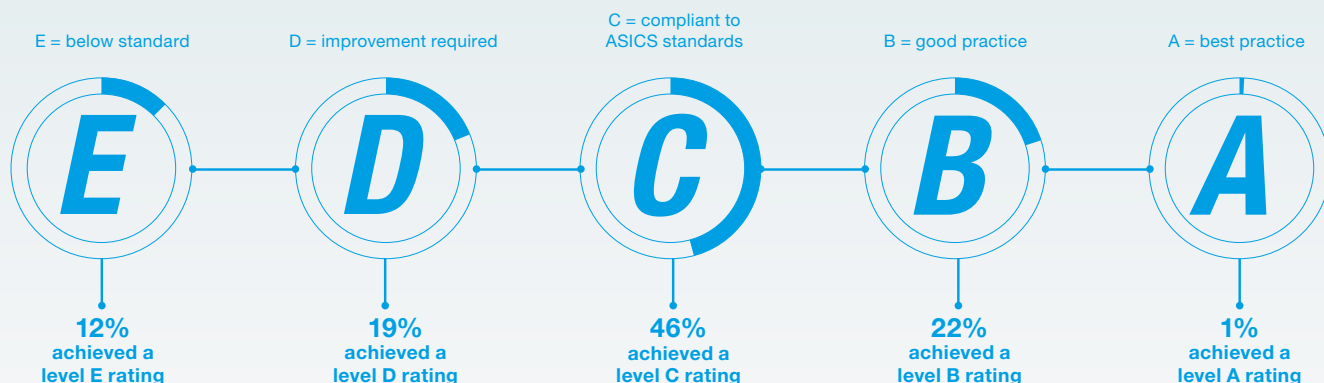 E = below standard
D = improvement required
C = compliant to
ASICS standards
B = good practice
A = best practice
E
D
C
B
A
12%
achieved a
level E rating
19%
achieved a
level D rating
46%
achieved a
level C rating
22%
achieved a
level B rating
1%
achieved a
level A rating